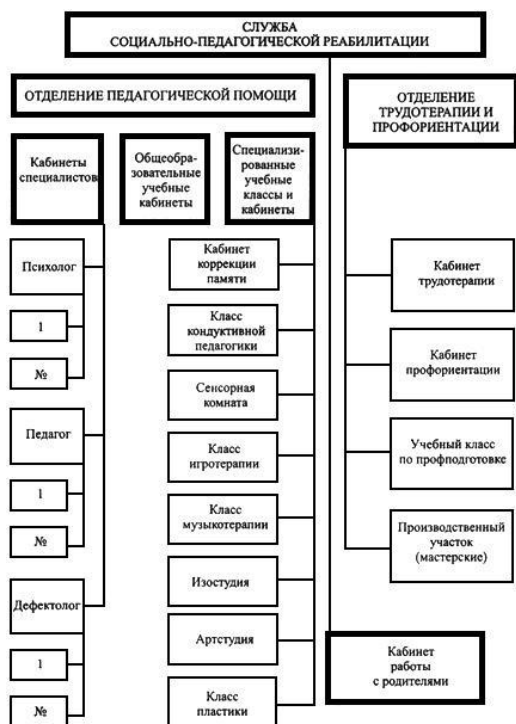 СЛУЖБА
СОЦИАЛЬНО-ПЕДАГОГИЧЕСКОЙ РЕАБИЛИТАЦИИ
ОТДЕЛЕНИЕ ПЕДАГОГИЧЕСКОЙ ПОМОЩИ
Кабинеты
специалистов
Общеобра-
зовательные
учебные
кабинеты
Специализи-
рованные
учебные
классы и
кабинеты
Психолог
1
№
Педагог
1
№
Дефектолог
1
№
Кабинет
коррекции
памяти
Класс
кондуктивной
педагогики
Сенсорная
комната
Класс
игротерапии
Класс
музыкотерапии
Изостудия
Артстудия
Класс
пластики
ОТДЕЛЕНИЕ
ТРУДОТЕРАПИИ И
ПРОФОРИЕНТАЦИИ
Кабинет
трудотерапии
Кабинет
профориентации
Учебный класс
по профподготовке
Производственный
участок
(мастерские)
Кабинет
работы
с родителями